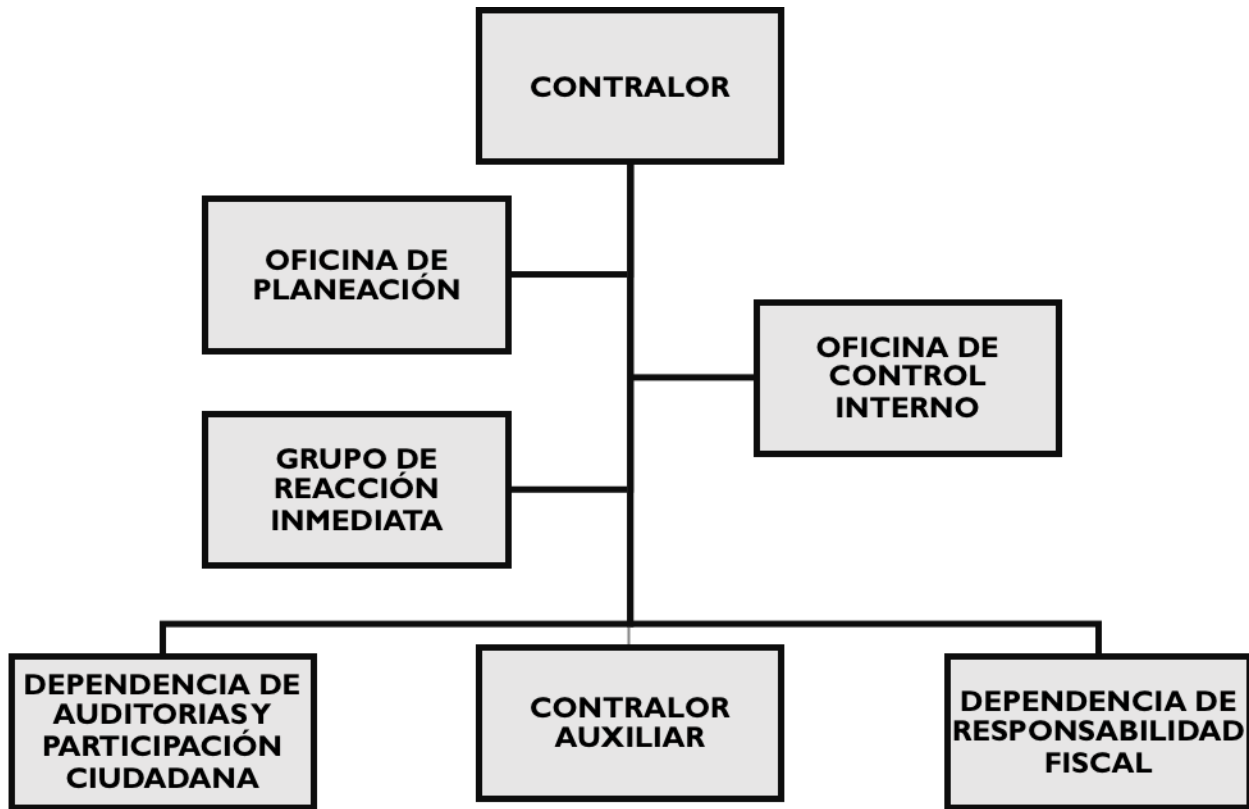 CONTRALOR
OFICINA DE
PLANEACIÓN
OFICINA DE
CONTROL
INTERNO
GRUPO DE
REACCIÓN
INMEDIATA
DEPENDENCIA DE
AUDITORIAS Y
PARTICIPACIÓN
CIUDADANA
CONTRALOR
AUXILIAR
DEPENDENCIA DE
RESPONSABILIDAD
FISCAL